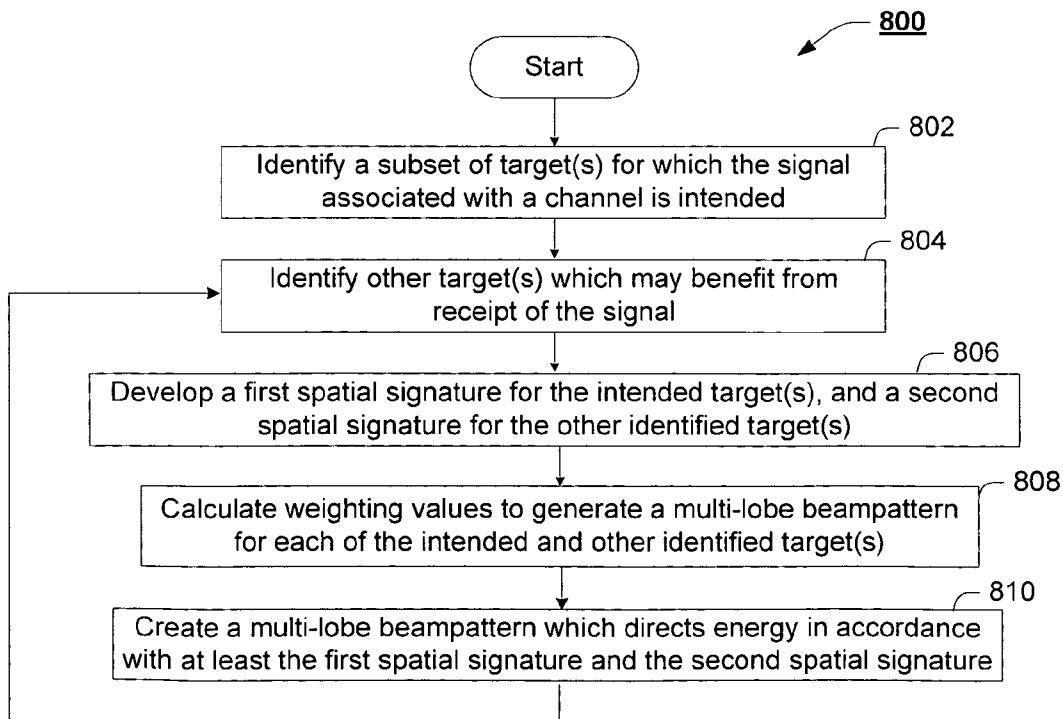 800
Start
802
Identify a subset of target(s) for which the signal
associated with a channel is intended
804
Identify other target(s) which may benefit from
receipt of the signal
806
Develop a first spatial signature for the intended target(s), and a second
spatial signature for the other identified target(s)
808
Calculate weighting values to generate a multi-lobe beampattern
for each of the intended and other identified target(s)
810
Create a multi-lobe beampattern which directs energy in accordance
with at least the first spatial signature and the second spatial signature